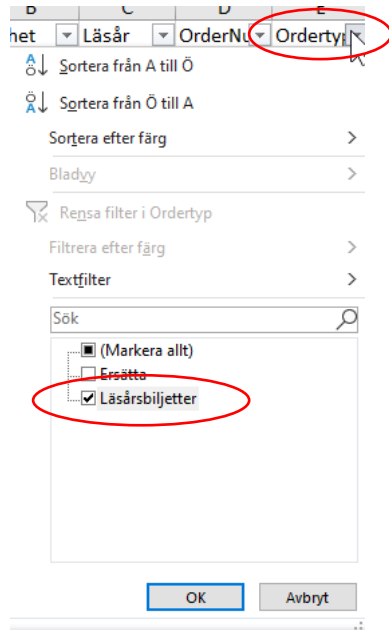 B C D E
het Läsår OrderNu Ordertyp
Sortera från A till Ö
Sortera från Ö till A
Sortera efter färg
Bladvy
Rensa filter i Ordertyp
Filtrera efter färg
Textfilter
Sök
(Markera allt)
Ersätta
Läsårsbiljetter
OK Avbryt